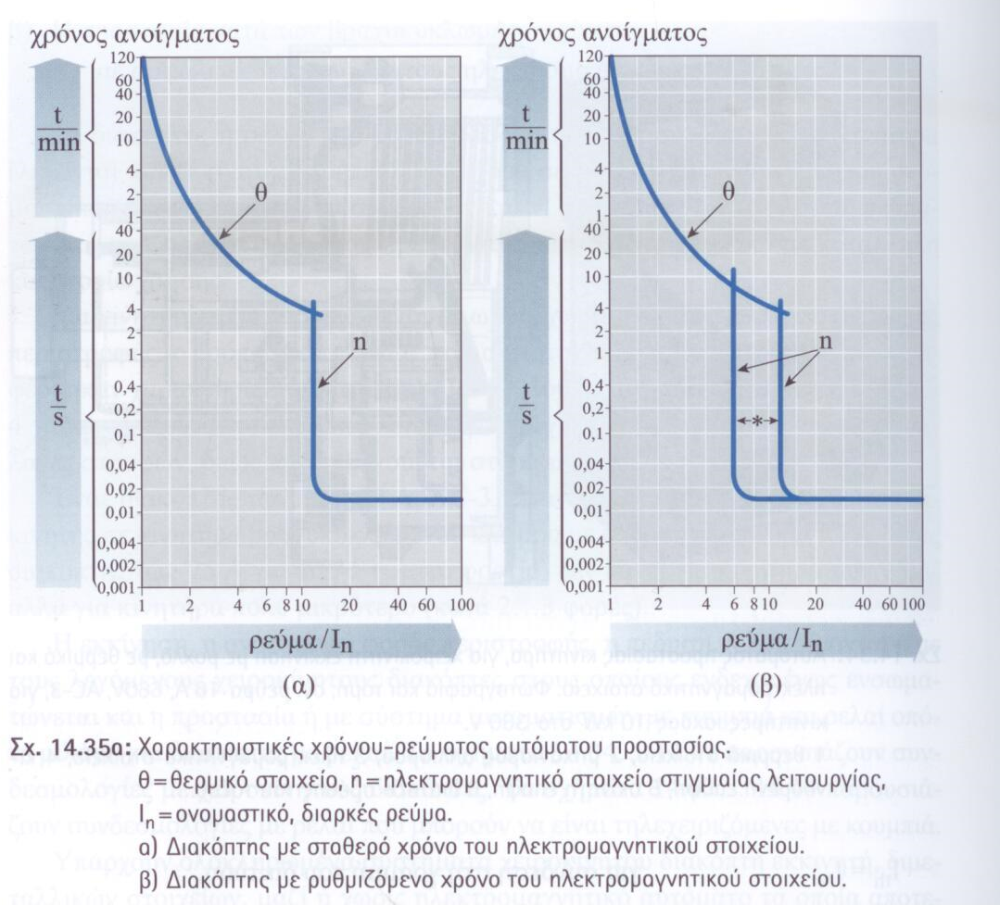 χρόνος ανοίγματος
120
60
40
20
10
4
2
1
40
20
10
4
2
1
0,4
0,2
0,1
0,04
0,02
0,01
0,004
0,002
0,001
t
min
t
s
θ
n
2 4 6 8 10 20 40 60 100
ρεύμα/In
(α)
χρόνος ανοίγματος
120
60
40
20
10
4
2
1
40
20
10
4
2
1
0,4
0,2
0,1
0,04
0,02
0,01
0,004
0,002
0,001
t
min
t
s
θ
n
*
2 4 6 8 10 20 40 60 100
ρεύμα/In
(β)
Σχ. 14.35α: Χαρακτηριστικές χρόνου-ρεύματος αυτόματου προστασίας.
θ=θερμικό στοιχείο, n=ηλεκτρομαγνητικό στοιχείο στιγμιαίας λειτουργίας,
In=ονομαστικό, διαρκές ρεύμα.
α) Διακόπτης με σταθερό χρόνο του ηλεκτρομαγνητικού στοιχείου.
β) Διακόπτης με ρυθμιζόμενο χρόνο του ηλεκτρομαγνητικού στοιχείου.